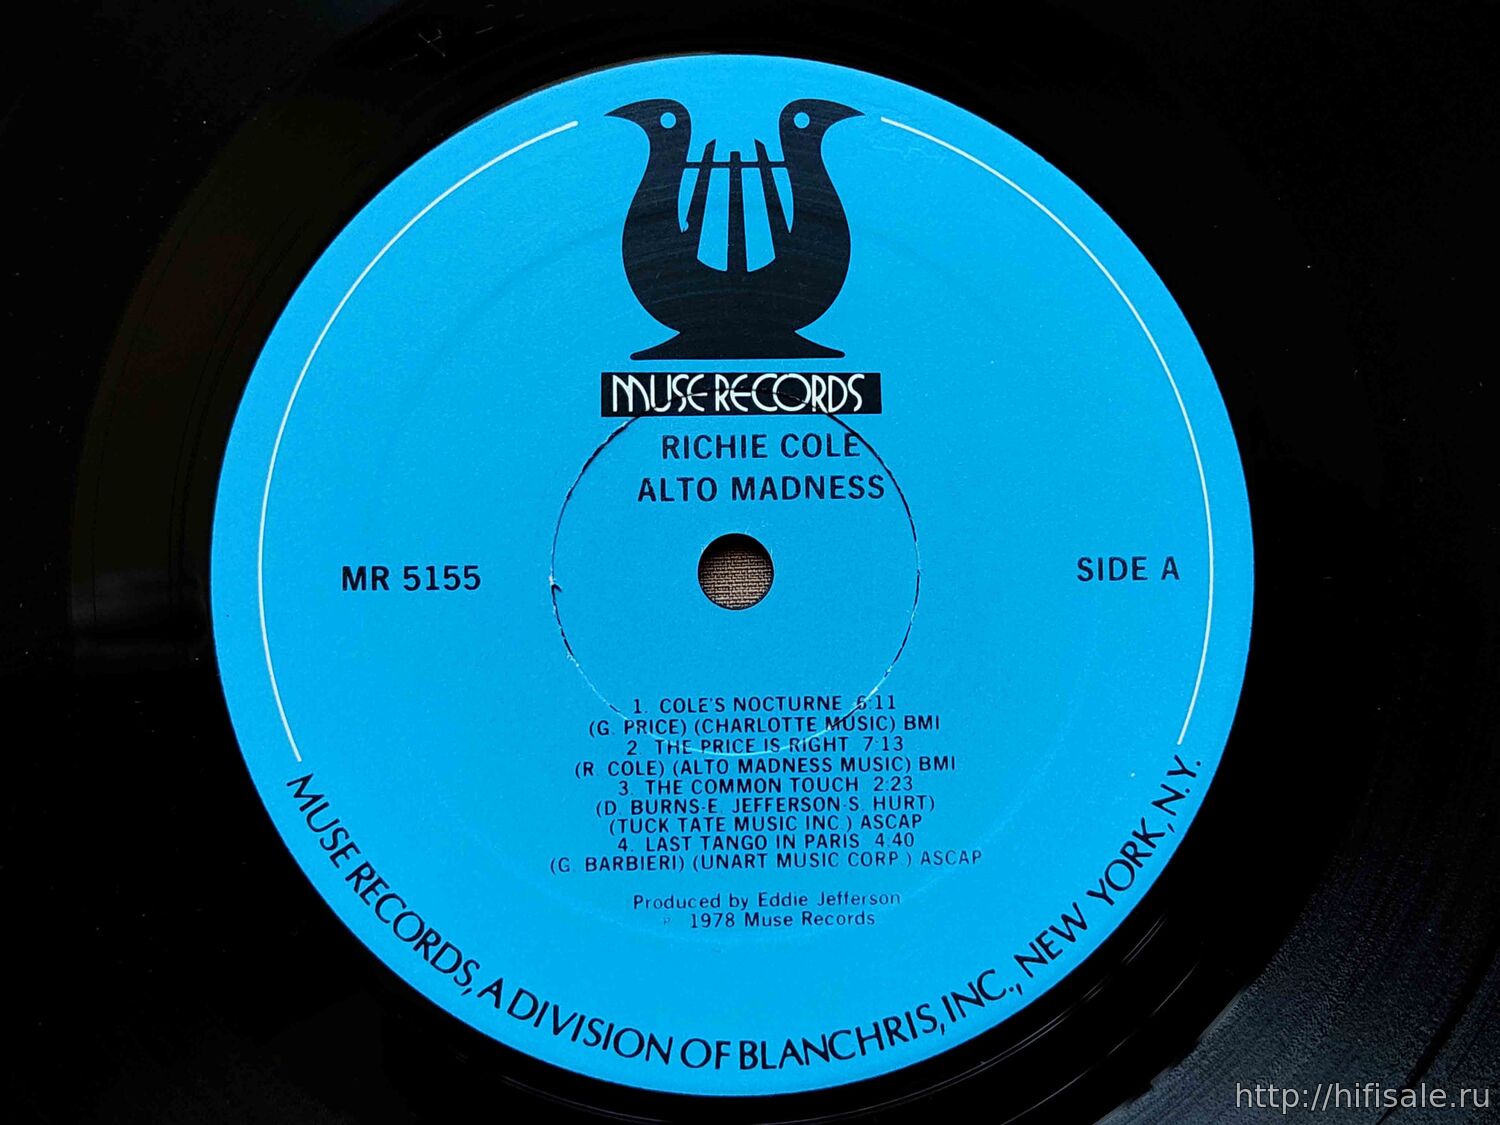 MUSE RECORDS
RICHIE COLE
ALTO MADNESS
MR 5155
SIDE A
1. COLE'S NOCTURNE 6:11
(G. PRICE) (CHARLOTTE MUSIC) BMI
2. THE PRICE IS RIGHT 7:13
(R. COLE) (ALTO MADNESS MUSIC) BMI
3. THE COMMON TOUCH 2:23
(D. BURNS-E. JEFFERSON-S. HURT)
(TUCK TATE MUSIC INC.) ASCAP
4. LAST TANGO IN PARIS 4:40
(G. BARBIERI) (UNART MUSIC CORP.) ASCAP
Produced by Eddie Jefferson
℗ 1978 Muse Records
MUSE RECORDS, A DIVISION OF BLANCHRIS, INC., NEW YORK, N.Y.
http://hifisale.ru